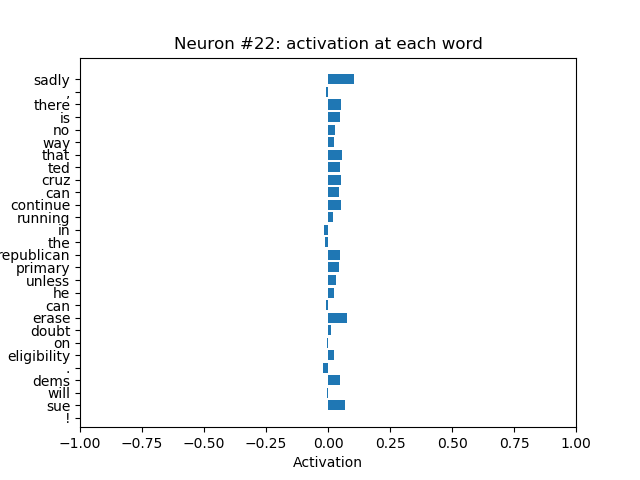 Neuron #22: activation at each word
sadly
,
there
is
no
way
that
ted
cruz
can
continue
running
in
the
republican
primary
unless
he
can
erase
doubt
on
eligibility
.
dems
will
sue
!
−1.00 −0.75 −0.50 −0.25 0.00 0.25 0.50 0.75 1.00
Activation